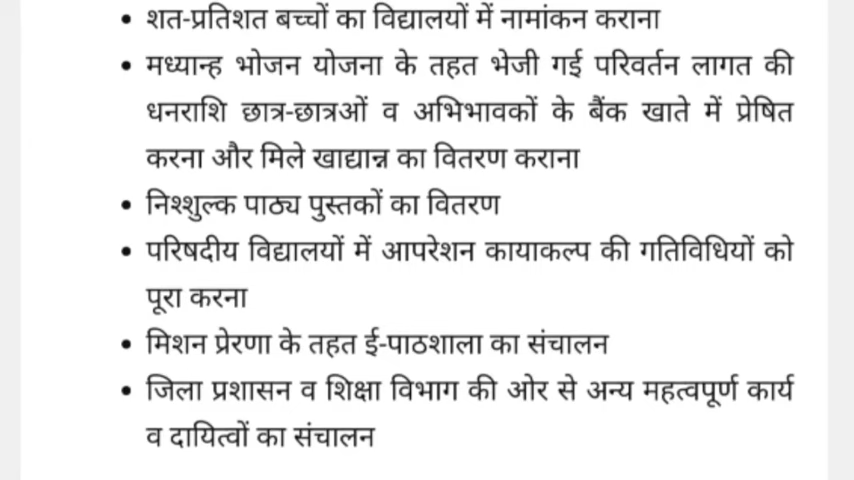 • शत-प्रतिशत बच्चों का विद्यालयों में नामांकन कराना
• मध्यान्ह भोजन योजना के तहत भेजी गई परिवर्तन लागत की
धनराशि छात्र-छात्रओं व अभिभावकों के बैंक खाते में प्रेषित
करना और मिले खाद्यान्न का वितरण कराना
• निश्शुल्क पाठ्य पुस्तकों का वितरण
• परिषदीय विद्यालयों में आपरेशन कायाकल्प की गतिविधियों को
पूरा करना
• मिशन प्रेरणा के तहत ई-पाठशाला का संचालन
• जिला प्रशासन व शिक्षा विभाग की ओर से अन्य महत्वपूर्ण कार्य
व दायित्वों का संचालन